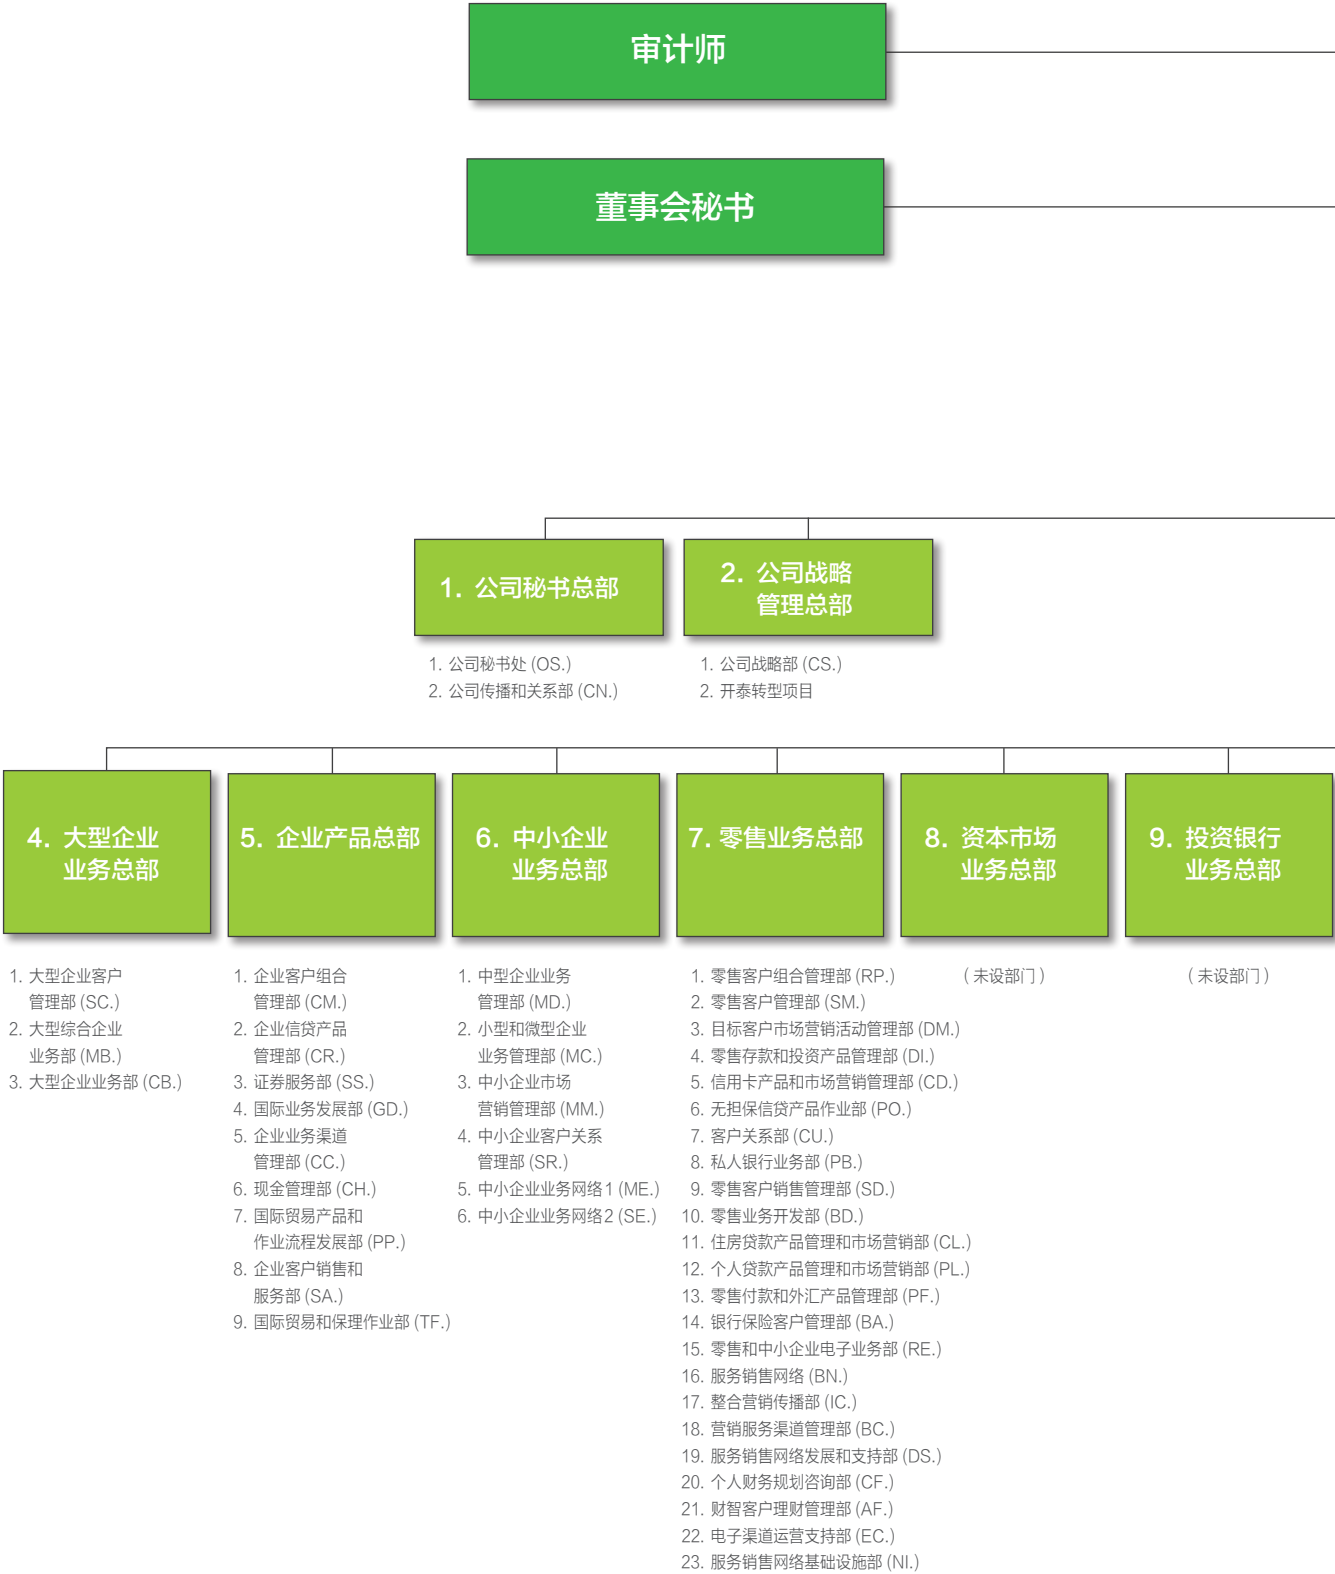 审计师
董事会秘书
1. 公司秘书总部
1. 公司秘书处 (OS.)
2. 公司传播和关系部 (CN.)
2. 公司战略
管理总部
1. 公司战略部 (CS.)
2. 开泰转型项目
4. 大型企业
业务总部
1. 大型企业客户
管理部 (SC.)
2. 大型综合企业
业务部 (MB.)
3. 大型企业业务部 (CB.)
5. 企业产品总部
1. 企业客户组合
管理部 (CM.)
2. 企业信贷产品
管理部 (CR.)
3. 证券服务部 (SS.)
4. 国际业务发展部 (GD.)
5. 企业业务渠道
管理部 (CC.)
6. 现金管理部 (CH.)
7. 国际贸易产品和
作业流程发展部 (PP.)
8. 企业客户销售和
服务部 (SA.)
9. 国际贸易和保理作业部 (TF.)
6. 中小企业
业务总部
1. 中型企业业务
管理部 (MD.)
2. 小型和微型企业
业务管理部 (MC.)
3. 中小企业市场
营销管理部 (MM.)
4. 中小企业客户关系
管理部 (SR.)
5. 中小企业业务网络1 (ME.)
6. 中小企业业务网络2 (SE.)
7. 零售业务总部
1. 零售客户组合管理部 (RP.)
2. 零售客户管理部 (SM.)
3. 目标客户市场营销活动管理部 (DM.)
4. 零售存款和投资产品管理部 (DI.)
5. 信用卡产品和市场营销管理部 (CD.)
6. 无担保信贷产品作业部 (PO.)
7. 客户关系部 (CU.)
8. 私人银行业务部 (PB.)
9. 零售客户销售管理部 (SD.)
10. 零售业务开发部 (BD.)
11. 住房贷款产品管理和市场营销部 (CL.)
12. 个人贷款产品管理和市场营销部 (PL.)
13. 零售付款和外汇产品管理部 (PF.)
14. 银行保险客户管理部 (BA.)
15. 零售和中小企业电子业务部 (RE.)
16. 服务销售网络 (BN.)
17. 整合营销传播部 (IC.)
18. 营销服务渠道管理部 (BC.)
19. 服务销售网络发展和支持部 (DS.)
20. 个人财务规划咨询部 (CF.)
21. 财智客户理财管理部 (AF.)
22. 电子渠道运营支持部 (EC.)
23. 服务销售网络基础设施部 (NI.)
8. 资本市场
业务总部
（未设部门）
9. 投资银行
业务总部
（未设部门）